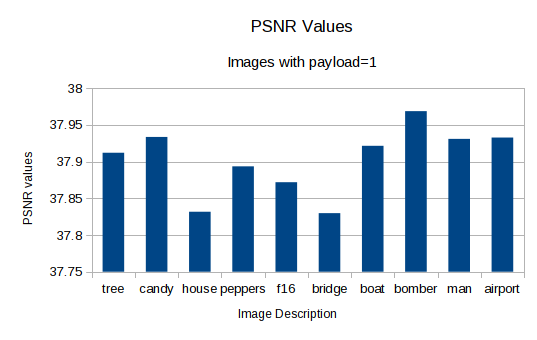 PSNR Values
Images with payload=1
38
37.95
37.9
37.85
37.8
37.75
PSNR values
tree candy house peppers f16 bridge boat bomber man airport
Image Description